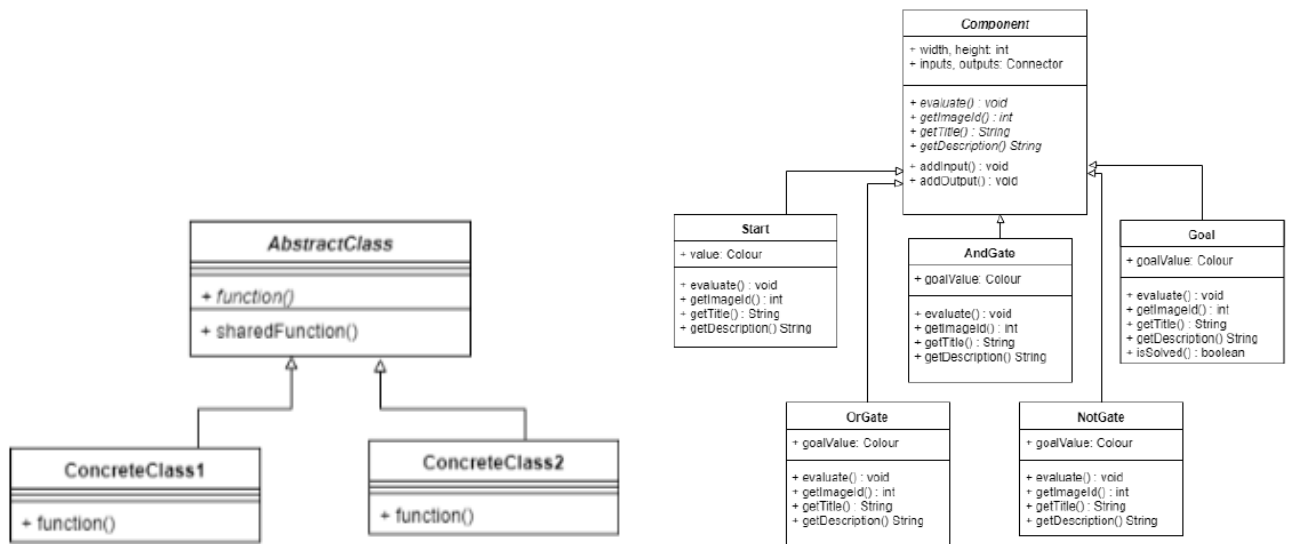 AbstractClass
+ function()
+ sharedFunction()
ConcreteClass1
+ function()
ConcreteClass2
+ function()
Component
+ width, height: int
+ inputs, outputs: Connector
+ evaluate() : void
+ getImageId() : int
+ getTitle() : String
+ getDescription() String
+ addInput() : void
+ addOutput() : void
Start
+ value: Colour
+ evaluate() : void
+ getImageId() : int
+ getTitle() : String
+ getDescription() String
AndGate
+ goalValue: Colour
+ evaluate() : void
+ getImageId() : int
+ getTitle() : String
+ getDescription() String
Goal
+ goalValue: Colour
+ evaluate() : void
+ getImageId() : int
+ getTitle() : String
+ getDescription() String
+ isSolved() : boolean
OrGate
+ goalValue: Colour
+ evaluate() : void
+ getImageId() : int
+ getTitle() : String
+ getDescription() String
NotGate
+ goalValue: Colour
+ evaluate() : void
+ getImageId() : int
+ getTitle() : String
+ getDescription() String